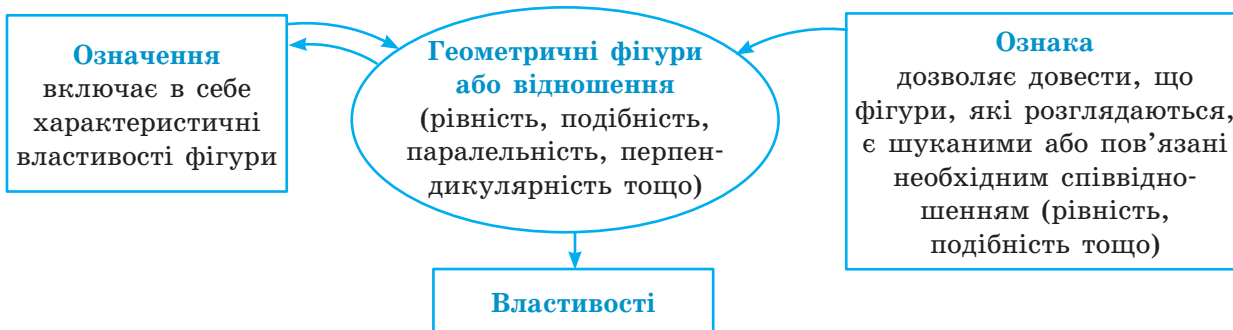 Означення
включає в себе
характеристичні
властивості фігури
Геометричні фігури
або відношення
(рівність, подібність,
паралельність, перпен-
дикулярність тощо)
Ознака
дозволяє довести, що
фігури, які розглядаються,
є шуканими або пов’язані
необхідним співвідно-
шенням (рівність,
подібність тощо)
Властивості